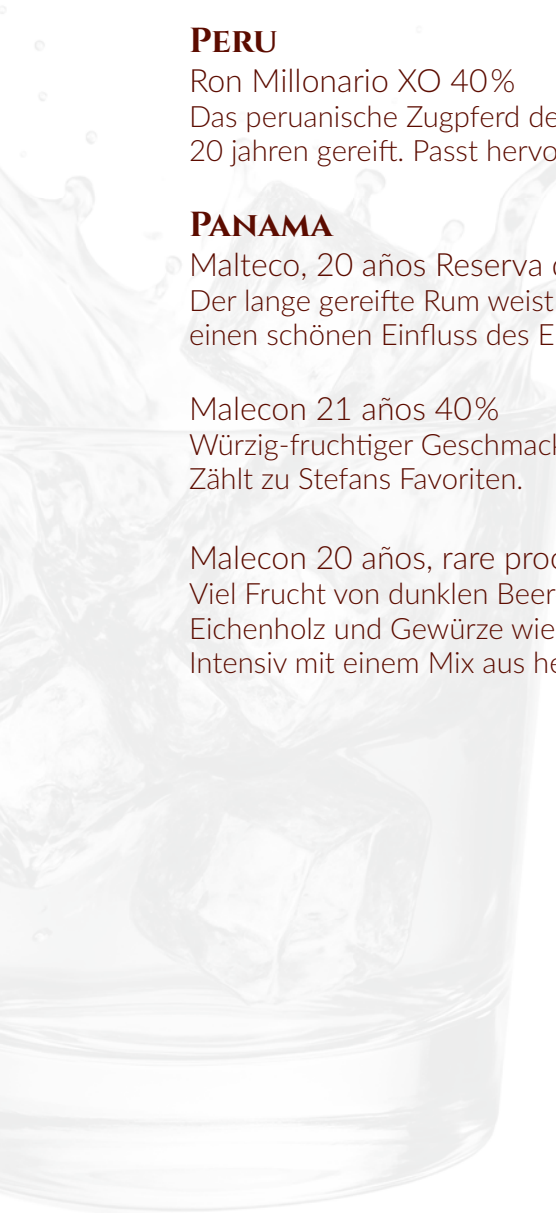 Peru
Ron Millonario XO 40%
Das peruanische Zugpferd de
20 jahren gereift. Passt hervo
Panama
Malteco, 20 años Reserva
Der lange gereifte Rum weist
einen schönen Einfluss des E
Malecon 21 años 40%
Würzig-fruchtiger Geschmack
Zählt zu Stefans Favoriten.
Malecon 20 años, rare proo
Viel Frucht von dunklen Beer
Eichenholz und Gewürze wie
Intensiv mit einem Mix aus he